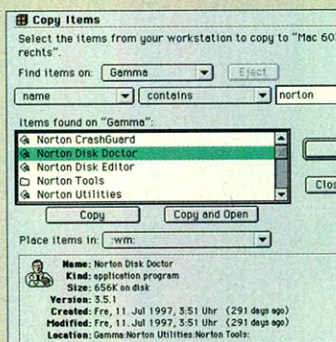 Copy Items
Select the items from your workstation to copy to "Mac 60
rechts".
Find items on: Gamma Eject
name contains norton
Items found on "Gamma":
Norton CrashGuard
Norton Disk Doctor
Norton Disk Editor
Norton Tools
Norton Utilities
Clos
Copy Copy and Open
Place items in: :wm:
Name: Norton Disk Doctor
Kind: application program
Size: 656K on disk
Version: 3.5.1
Created: Fre, 11. Jul 1997, 3:51 Uhr (291 days ago)
Modified: Fre, 11. Jul 1997, 3:51 Uhr (291 days ago)
Location: Gamma:Norton Utilities:Norton Tools: